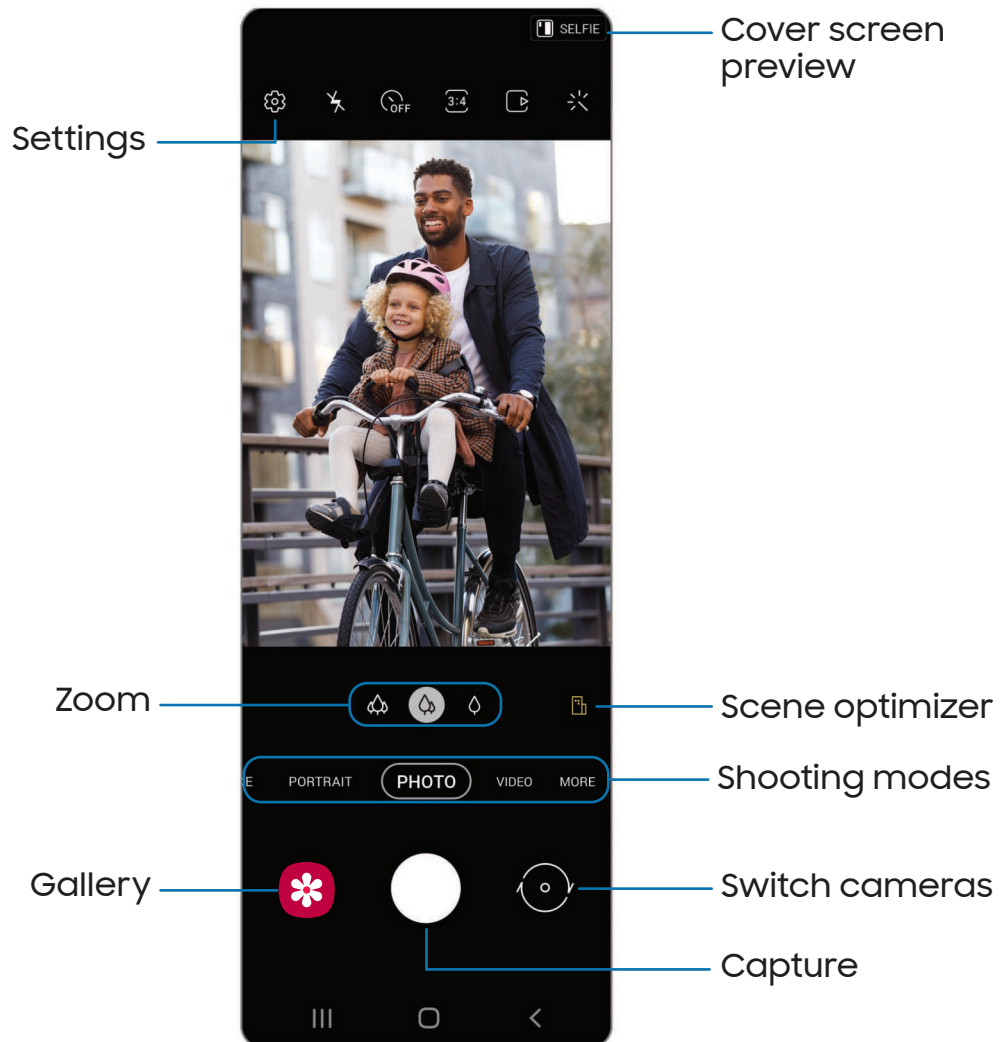 SELFIE
Cover screen
preview
OFF
3:4
Settings
Zoom
Scene optimizer
E PORTRAIT PHOTO VIDEO MORE
Shooting modes
Gallery
Switch cameras
Capture